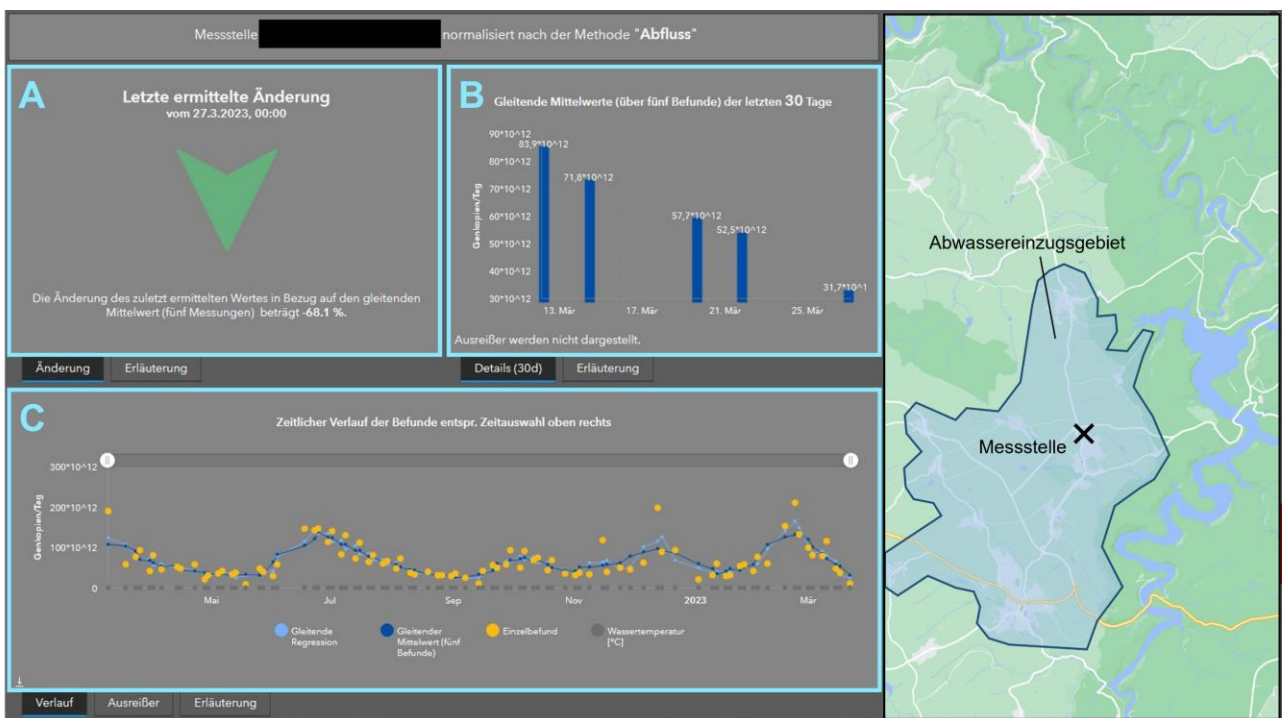 Messstelle normalisiert nach der Methode "Abfluss"
A
Letzte ermittelte Änderung
vom 27.3.2023, 00:00
Die Änderung des zuletzt ermittelten Wertes in Bezug auf den gleitenden
Mittelwert (fünf Messungen) beträgt -68.1 %.
Änderung
Erläuterung
B
Gleitende Mittelwerte (über fünf Befunde) der letzten 30 Tage
Genkopien/Tag
90*10^12
80*10^12
70*10^12
60*10^12
50*10^12
40*10^12
30*10^12
83,9*10^12
71,8*10^12
57,7*10^12
52,5*10^12
31,7*10^1
13. Mär
17. Mär
21. Mär
25. Mär
Ausreißer werden nicht dargestellt.
Details (30d)
Erläuterung
C
Zeitlicher Verlauf der Befunde entspr. Zeitauswahl oben rechts
Genkopien/Tag
300*10^12
200*10^12
100*10^12
0
Mai
Jul
Sep
Nov
2023
Mär
Gleitende
Regression
Gleitender
Mittelwert (fünf
Befunde)
Einzelbefund
Wassertemperatur
[°C]
Verlauf
Ausreißer
Erläuterung
Abwassereinzugsgebiet
Messstelle